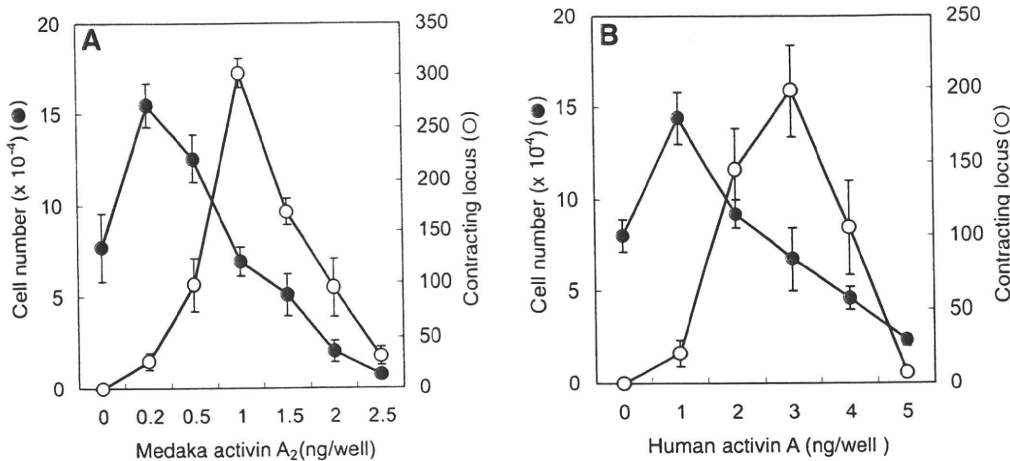 A
20
15
10
5
0
Cell number (x 10⁻⁴) (●)
350
300
250
200
150
100
50
0
Contracting locus (○)
0 0.2 0.5 1 1.5 2 2.5
Medaka activin A₂(ng/well)
B
20
15
10
5
0
Cell number (x 10⁻⁴) (●)
250
200
150
100
50
0
Contracting locus (○)
0 1 2 3 4 5
Human activin A (ng/well )